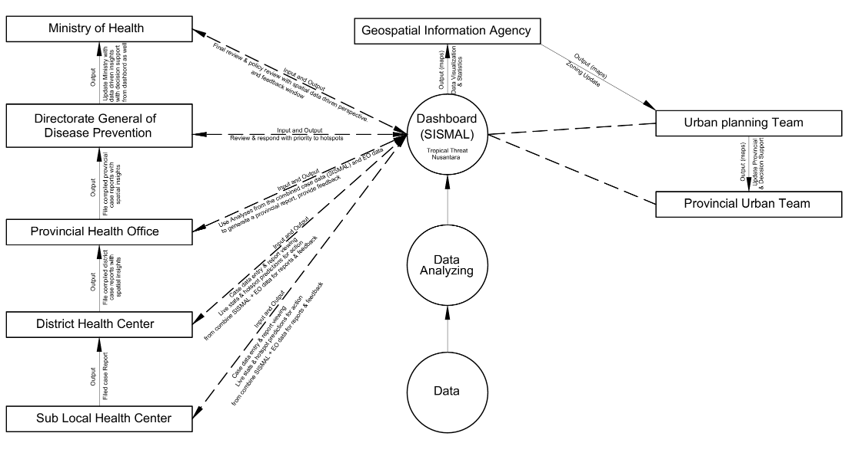 Ministry of Health
Geospatial Information Agency
Output
Update Ministry with
data driven insights
with decision support
from dashbord as well
Input and Output
Final review & policy review with spatial data driven perspective.
and feedback window
Output (maps)
Data Visualization
& Statistics
Output (maps)
Zoning Update
Directorate General of
Disease Prevention
Input and Output
Review & respond with priority to hotspots
Dashboard
(SISMAL)
Tropical Threat
Nusantara
Urban planning Team
Output
File compiled provincial
case reports with
spatial insights
Input and Output
Use Analyses from the combined case data (SISMAL) and EO data
to generate a provincial report, provide feedback
Output (maps)
Update Provincial
& Decision Support
Provincial Urban Team
Provincial Health Office
Output
File compiled district
case reports with
spatial insights
Input and Output
Case data entry & report viewing
Live stats & hotspot predictions for action
from combine SISMAL + EO data for reports & feedback
Data
Analyzing
District Health Center
Output
Filed case Report
Input and Output
Case data entry & report viewing
Live stats & hotspot predictions for action
from combine SISMAL + EO data for reports & feedback
Data
Sub Local Health Center